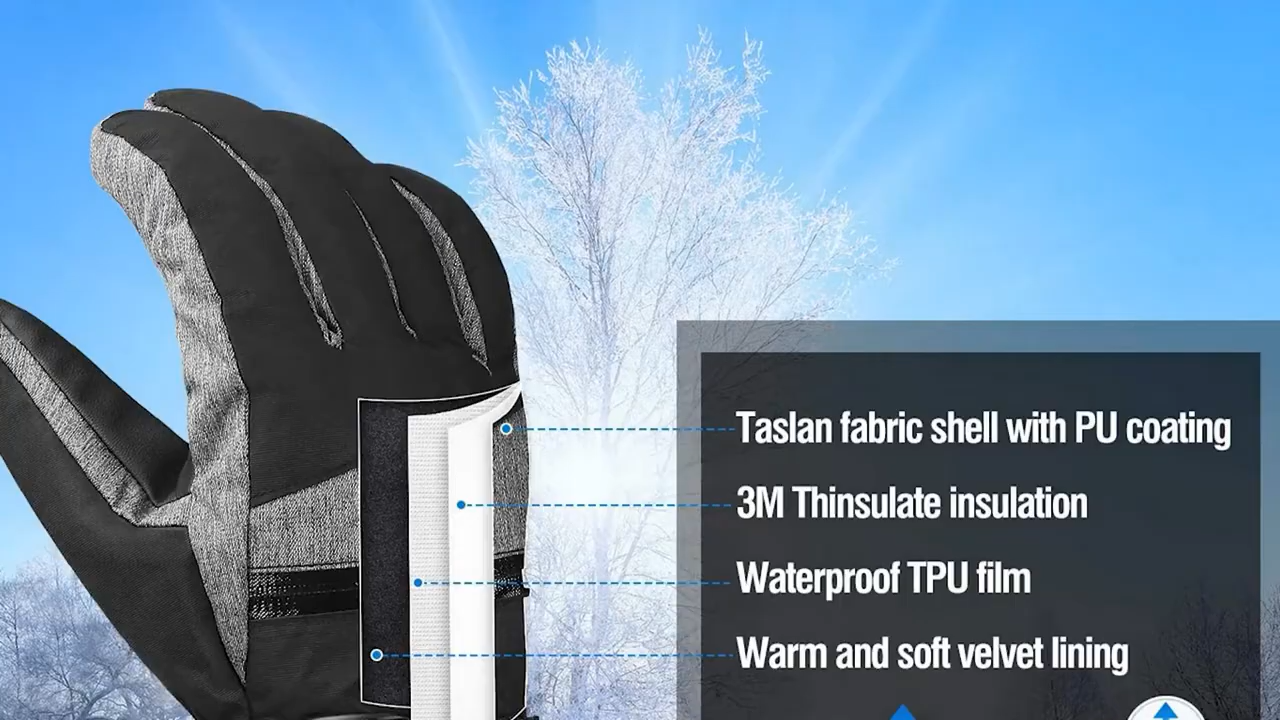 Taslan fabric shell with PU coating
3M Thinsulate insulation
Waterproof TPU film
Warm and soft velvet lining